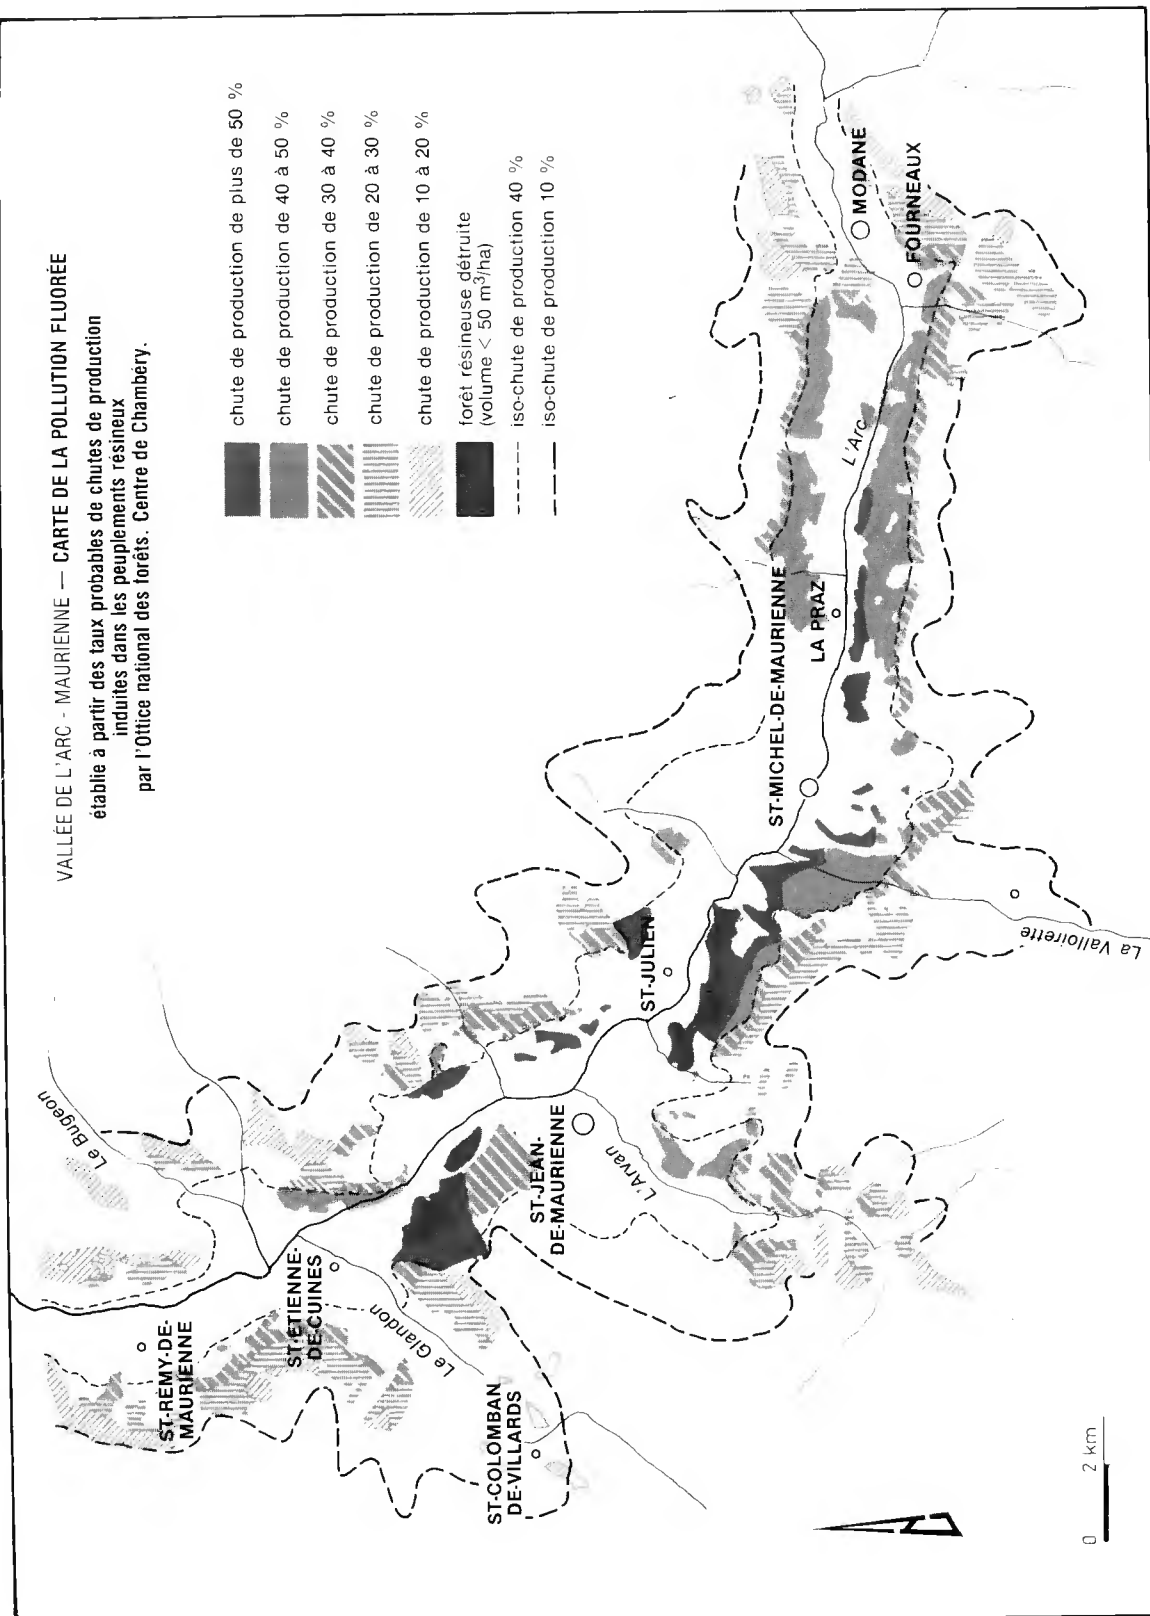 VALLÉE DE L'ARC - MAURIENNE — CARTE DE LA POLLUTION FLUORÉE
établie à partir des taux probables de chutes de production
induites dans les peuplements résineux
par l'Ottice national des forêts. Centre de Chambéry.
chute de production de plus de 50 %
chute de production de 40 à 50 %
chute de production de 30 à 40 %
chute de production de 20 à 30 %
chute de production de 10 à 20 %
forêt résineuse détruite
(volume < 50 m³/ha)
iso-chute de production 40 %
iso-chute de production 10 %
Le Bugeon
ST-RÉMY-DE-
MAURIENNE
ST-ÉTIENNE-
DE-CUINES
Le Glandon
ST-COLOMBAN
DE-VILLARDS
ST-JEAN-
DE-MAURIENNE
L'Arvan
ST-JULIEN
ST-MICHEL-DE-MAURIENNE
LA PRAZ
L'Arc
MODANE
FOURNEAUX
La Valloirette
0 2 km